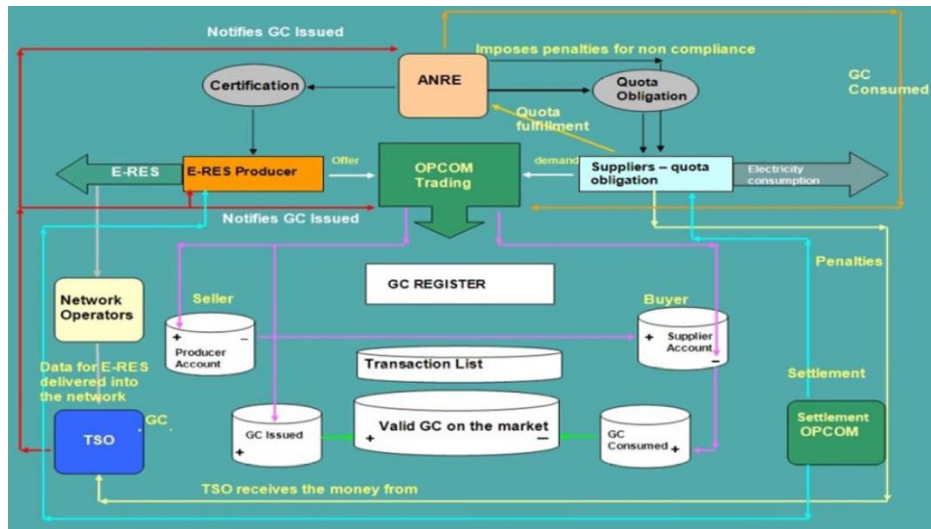 Notifies GC Issued
Imposes penalties for non compliance
ANRE
Certification
Quota
Obligation
GC
Consumed
Quota
fulfillment
E-RES
E-RES Producer
Offer
OPCOM
Trading
demand
Suppliers – quota
obligation
Electricity
consumption
Notifies GC Issued
Penalties
GC REGISTER
Seller
Buyer
Network
Operators
+ –
Producer
Account
+ Supplier
Account
–
Transaction List
Data for E-RES
delivered into
the network
Settlement
TSO
GC
GC Issued
+
Valid GC on the market
+ –
GC
Consumed +
Settlement
OPCOM
TSO receives the money from